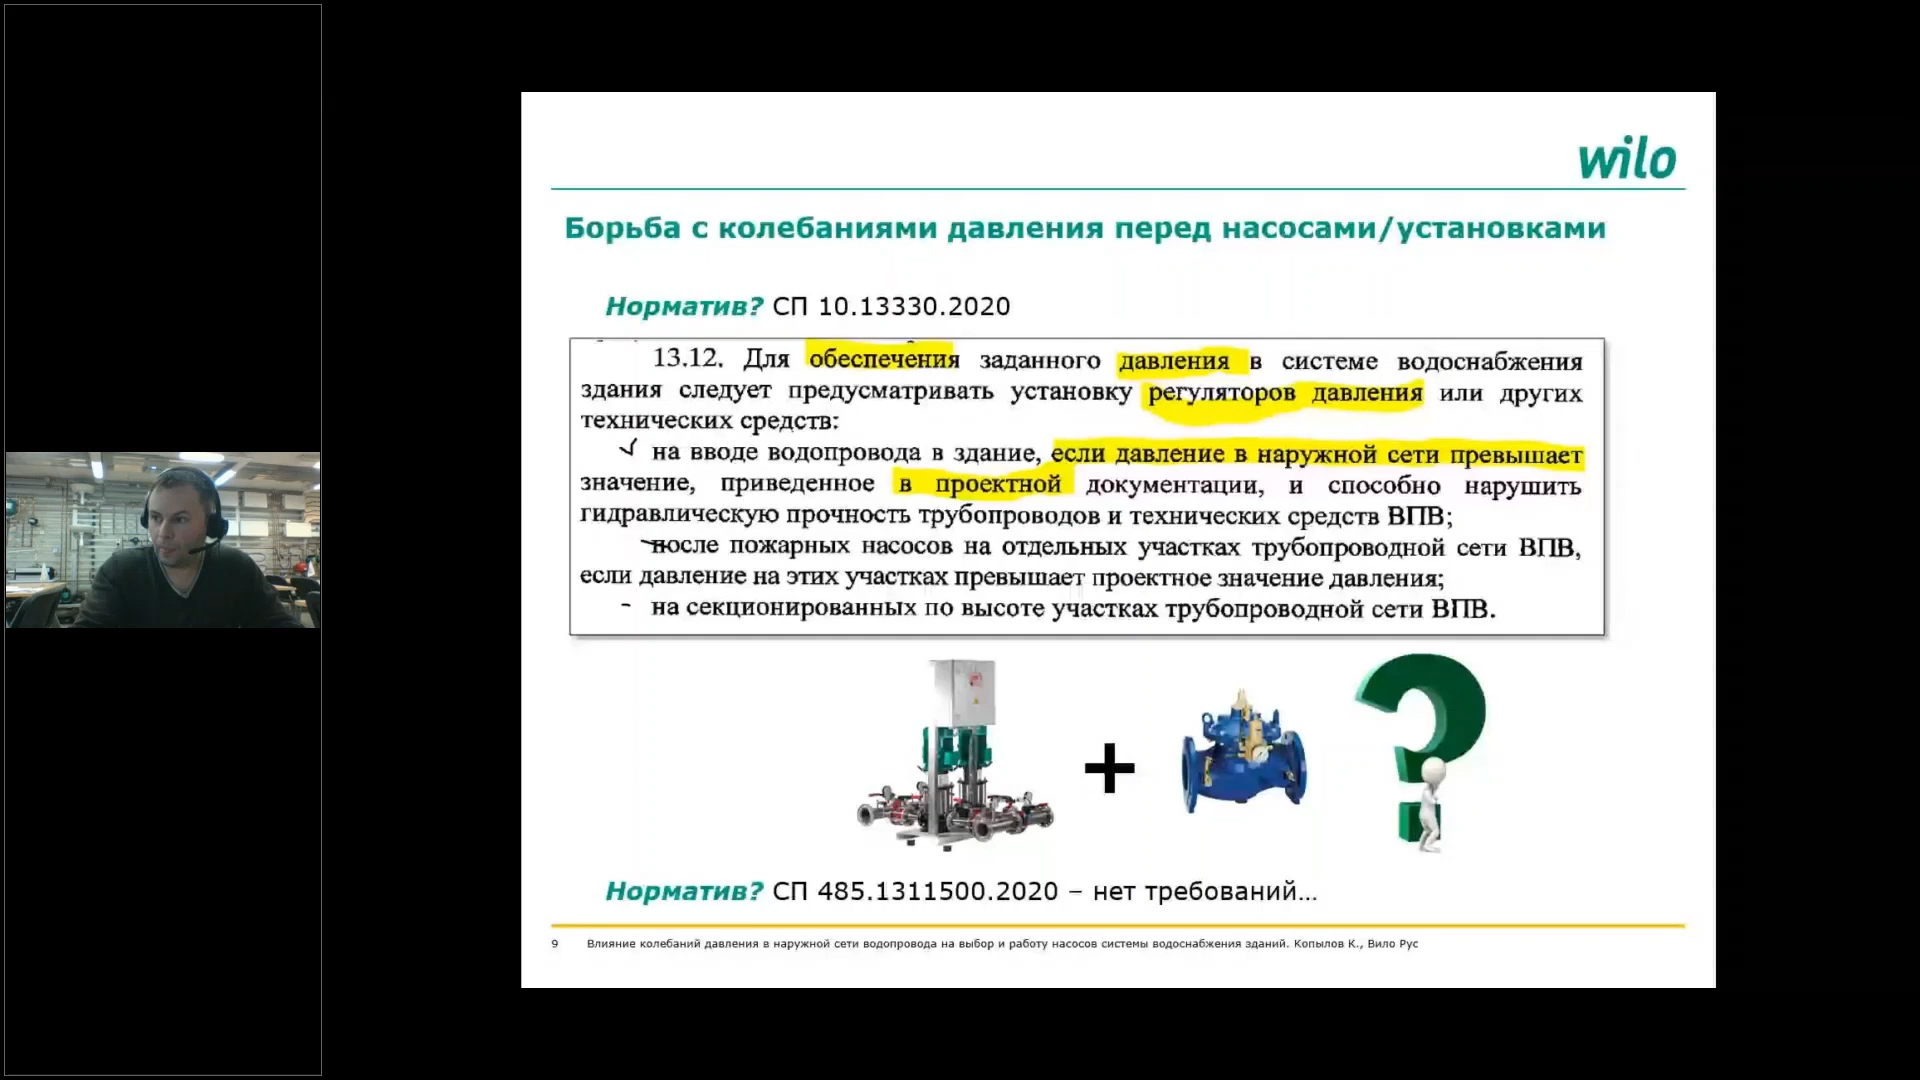 wilo
Борьба с колебаниями давления перед насосами/установками
Норматив? СП 10.13330.2020
13.12. Для обеспечения заданного давления в системе водоснабжения
здания следует предусматривать установку регуляторов давления или других
технических средств:
на вводе водопровода в здание, если давление в наружной сети превышает
значение, приведенное в проектной документации, и способно нарушить
гидравлическую прочность трубопроводов и технических средств ВПВ;
после пожарных насосов на отдельных участках трубопроводной сети ВПВ,
если давление на этих участках превышает проектное значение давления;
- на секционированных по высоте участках трубопроводной сети ВПВ.
+
?
Норматив? СП 485.1311500.2020 – нет требований...
9 Влияние колебаний давления в наружной сети водопровода на выбор и работу насосов системы водоснабжения зданий. Копылов К., Вило Рус